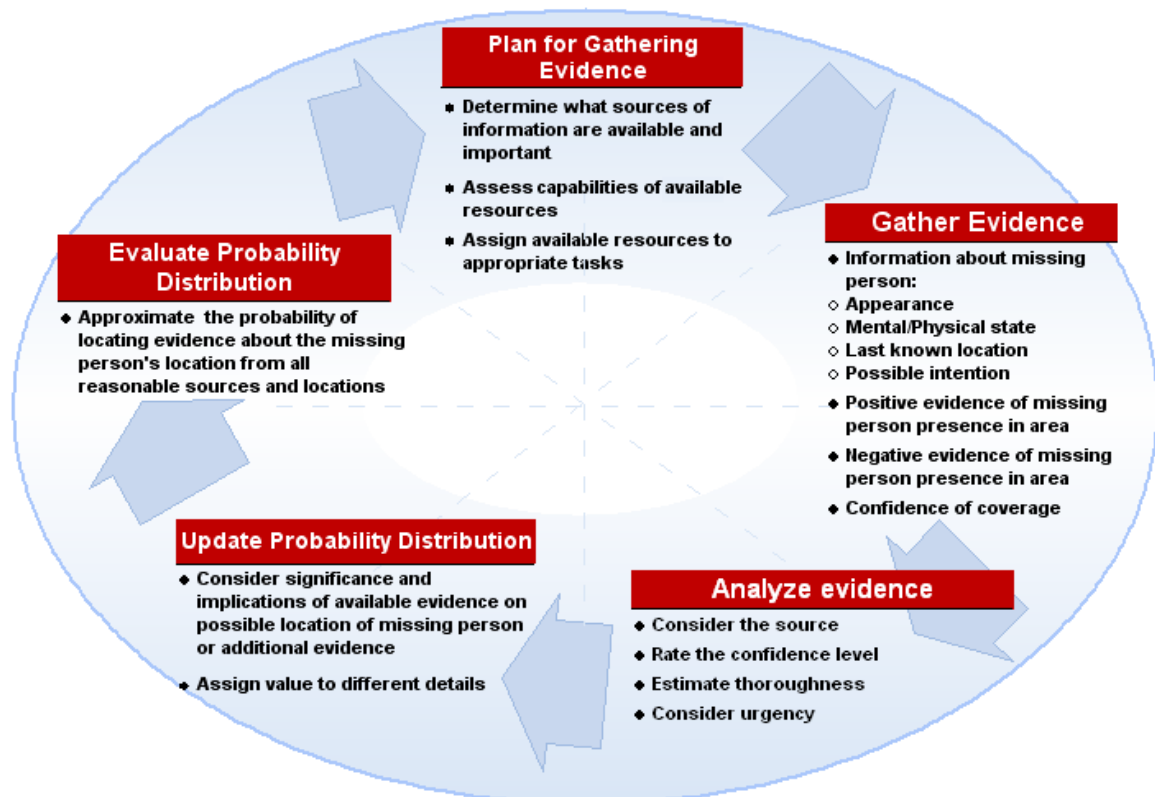 Plan for Gathering
Evidence
• Determine what sources of
information are available and
important
• Assess capabilities of available
resources
• Assign available resources to
appropriate tasks
Gather Evidence
◆ Information about missing
person:
◇ Appearance
◇ Mental/Physical state
◇ Last known location
◇ Possible intention
◆ Positive evidence of missing
person presence in area
◆ Negative evidence of missing
person presence in area
◆ Confidence of coverage
Analyze evidence
◆ Consider the source
◆ Rate the confidence level
◆ Estimate thoroughness
◆ Consider urgency
Update Probability Distribution
◆ Consider significance and
implications of available evidence on
possible location of missing person
or additional evidence
◆ Assign value to different details
Evaluate Probability
Distribution
◆ Approximate the probability of
locating evidence about the missing
person's location from all
reasonable sources and locations